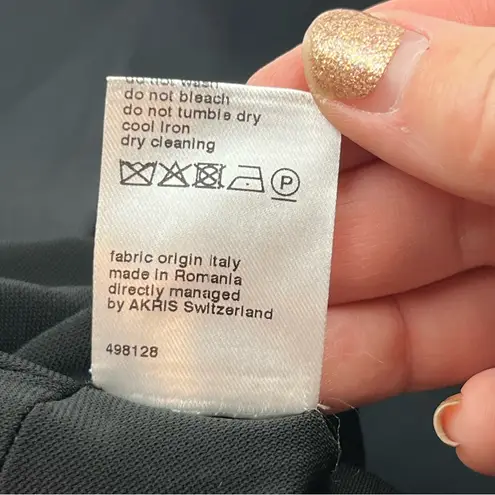 do not wash
do not bleach
do not tumble dry
cool iron
dry cleaning
P
fabric origin italy
made in Romania
directly managed
by AKRIS Switzerland
498128